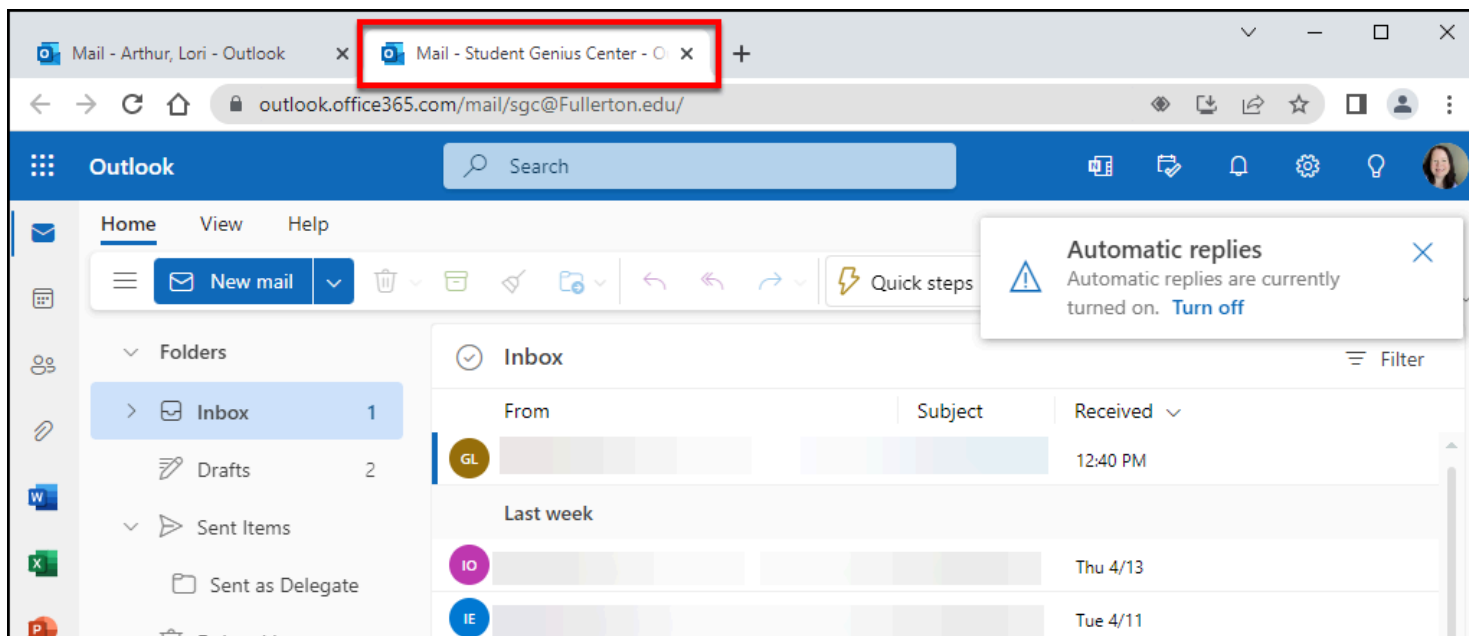 Mail - Arthur, Lori - Outlook
Mail - Student Genius Center - O
outlook.office365.com/mail/sgc@Fullerton.edu/
Outlook
Search
Home View Help
New mail
Quick steps
Automatic replies
Automatic replies are currently
turned on. Turn off
Folders
Inbox 1
Drafts 2
Sent Items
Sent as Delegate
Inbox
Filter
From Subject Received
GL 12:40 PM
Last week
IO Thu 4/13
IE Tue 4/11